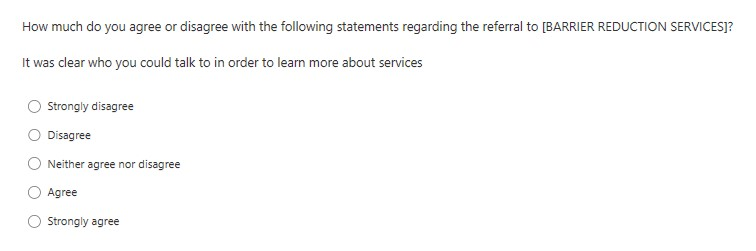 How much do you agree or disagree with the following statements regarding the referral to [BARRIER REDUCTION SERVICES]?
It was clear who you could talk to in order to learn more about services
Strongly disagree
Disagree
Neither agree nor disagree
Agree
Strongly agree